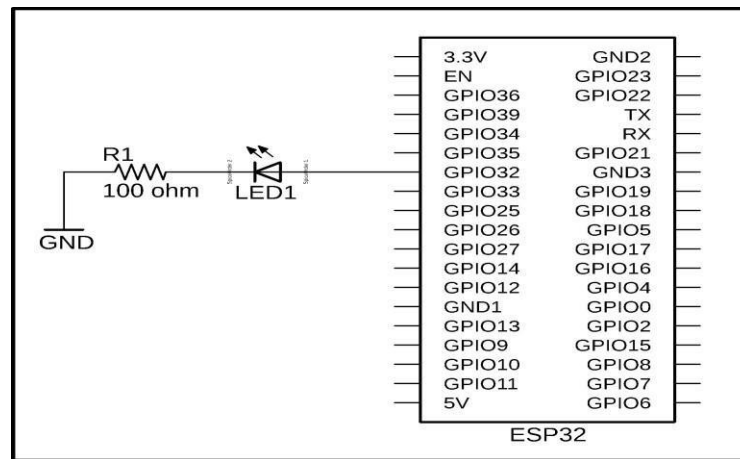 3.3V GND2
EN GPIO23
GPIO36 GPIO22
GPIO39 TX
GPIO34 RX
GPIO35 GPIO21
GPIO32 GND3
GPIO33 GPIO19
GPIO25 GPIO18
GPIO26 GPIO5
GPIO27 GPIO17
GPIO14 GPIO16
GPIO12 GPIO4
GND1 GPIO0
GPIO13 GPIO2
GPIO9 GPIO15
GPIO10 GPIO8
GPIO11 GPIO7
5V GPIO6
ESP32
R1
100 ohm
LED1
GND